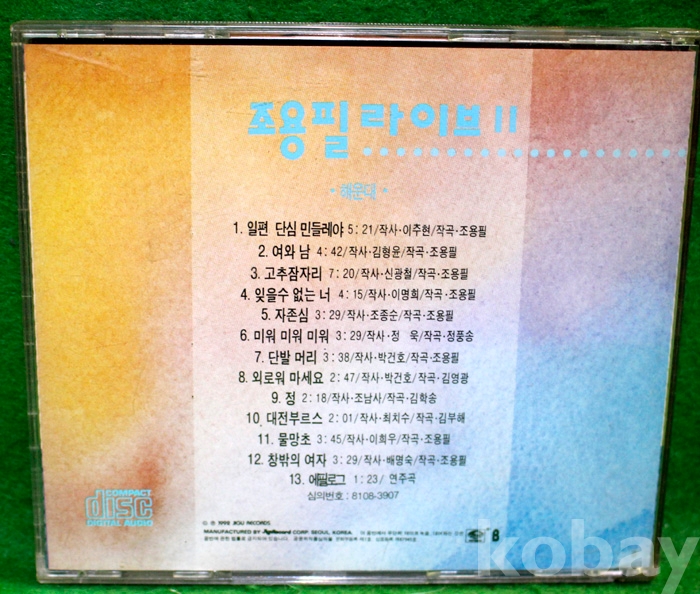 조용필 라이브 II
· 해운대 ·
1. 일편 단심 민들레야 5 : 21/작사·이주현/작곡·조용필
2. 여와 남 4 : 42/작사·김형윤/작곡·조용필
3. 고추잠자리 7 : 20/작사·신광철/작곡·조용필
4. 잊을수 없는 너 4 : 15/작사·이명희/작곡·조용필
5. 자존심 3 : 29/작사·조종순/작곡·조용필
6. 미워 미워 미워 3 : 29/작사·정 욱/작곡·정풍송
7. 단발 머리 3 : 38/작사·박건호/작곡·조용필
8. 외로워 마세요 2 : 47/작사·박건호/작곡·김영광
9. 정 2 : 18/작사·조남사/작곡·김학송
10. 대전부르스 2 : 01/작사·최치수/작곡·김부해
11. 물망초 3 : 45/작사·이희우/작곡·조용필
12. 창밖의 여자 3 : 29/작사·배명숙/작곡·조용필
13. 에필로그 1 : 23/ 연주곡
심의번호 : 8108-3907
COMPACT
disc
DIGITAL AUDIO
JIGU RECORDS
MANUFACTURED BY JiguRecord CORP. SEOUL, KOREA.
8
kobay